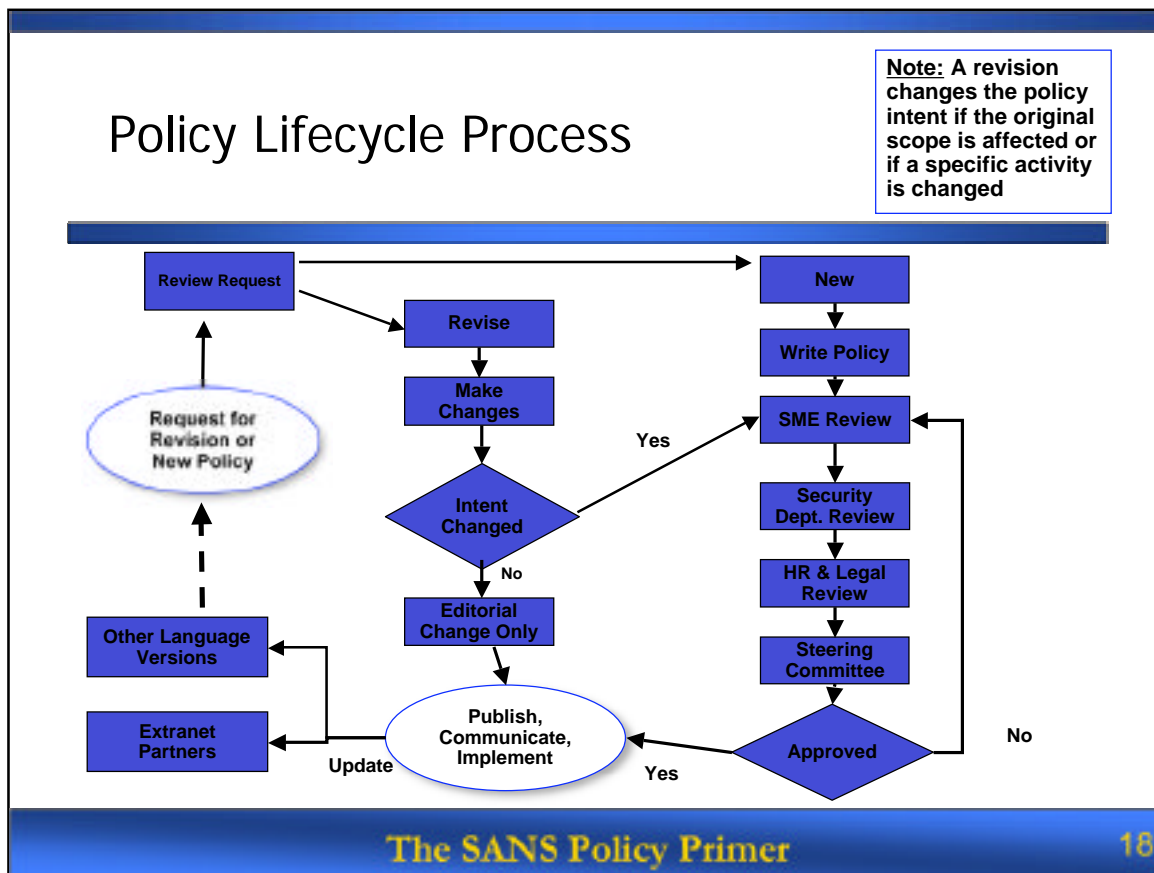 Note: A revision
changes the policy
intent if the original
scope is affected or
if a specific activity
is changed
Policy Lifecycle Process
Review Request
New
Revise
Write Policy
Make
Changes
Request for
Revision or
New Policy
SME Review
Yes
Intent
Changed
Security
Dept. Review
No
HR & Legal
Review
Editorial
Change Only
Other Language
Versions
Steering
Committee
Publish,
Communicate,
Implement
Extranet
Partners
Approved
No
Update
Yes
The SANS Policy Primer
18